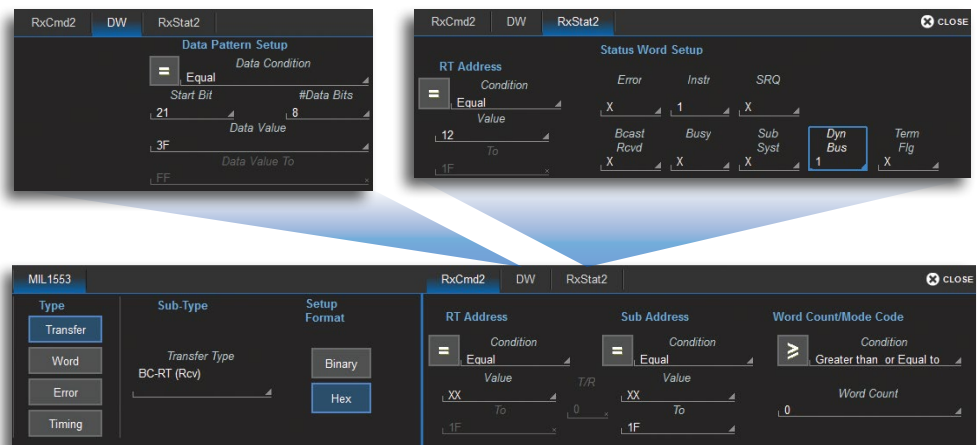 RxCmd2 DW RxStat2
Data Pattern Setup
Data Condition
= Equal
Start Bit #Data Bits
21 8
Data Value
3F
Data Value To
FF
RxCmd2 DW RxStat2 CLOSE
Status Word Setup
RT Address
Condition
= Equal
Value
12
To
1F
Error Instr SRQ
X 1 X
Bcast Rcvd Busy Sub Syst Dyn Bus Term Flg
X X X 1 X
MIL1553
Type
Transfer
Word
Error
Timing
Sub-Type
Transfer Type
BC-RT (Rcv)
Setup
Format
Binary
Hex
RxCmd2 DW RxStat2 CLOSE
RT Address
Condition
= Equal
Value
XX
To
1F
T/R
0
Sub Address
Condition
= Equal
Value
XX
To
1F
Word Count/Mode Code
Condition
≥ Greater than or Equal to
Word Count
0